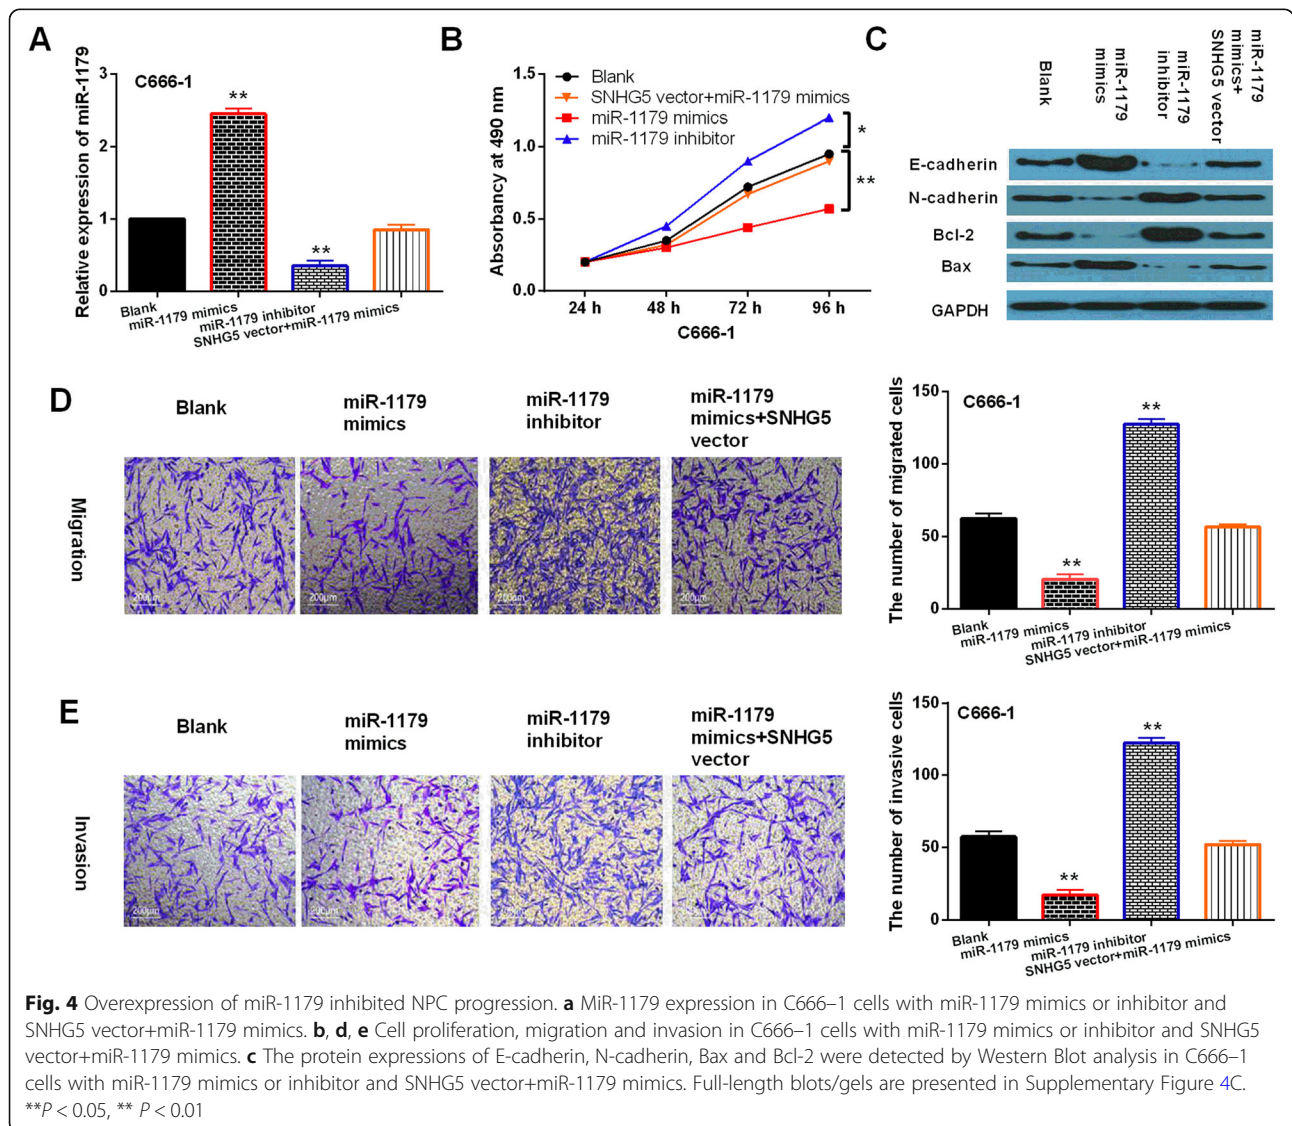 A
Relative expression of miR-1179
3
2
1
0
C666-1
**
**
Blank
miR-1179 mimics
miR-1179 inhibitor
SNHG5 vector+miR-1179 mimics
B
Absorbancy at 490 nm
1.5
1.0
0.5
0.0
Blank
SNHG5 vector+miR-1179 mimics
miR-1179 mimics
miR-1179 inhibitor
*
**
24 h 48 h 72 h 96 h
C666-1
C
Blank
miR-1179
mimics
miR-1179
inhibitor
miR-1179
mimics+
SNHG5 vector
E-cadherin
N-cadherin
Bcl-2
Bax
GAPDH
D
Blank
miR-1179
mimics
miR-1179
inhibitor
miR-1179
mimics+SNHG5
vector
Migration
200μm
200μm
200μm
200μm
The number of migrated cells
150
100
50
0
C666-1
**
**
Blank
miR-1179 mimics
miR-1179 inhibitor
SNHG5 vector+miR-1179 mimics
E
Blank
miR-1179
mimics
miR-1179
inhibitor
miR-1179
mimics+SNHG5
vector
Invasion
200μm
200μm
200μm
200μm
The number of invasive cells
150
100
50
0
C666-1
**
**
Blank
miR-1179 mimics
miR-1179 inhibitor
SNHG5 vector+miR-1179 mimics
Fig. 4 Overexpression of miR-1179 inhibited NPC progression. a MiR-1179 expression in C666–1 cells with miR-1179 mimics or inhibitor and
SNHG5 vector+miR-1179 mimics. b, d, e Cell proliferation, migration and invasion in C666–1 cells with miR-1179 mimics or inhibitor and SNHG5
vector+miR-1179 mimics. c The protein expressions of E-cadherin, N-cadherin, Bax and Bcl-2 were detected by Western Blot analysis in C666–1
cells with miR-1179 mimics or inhibitor and SNHG5 vector+miR-1179 mimics. Full-length blots/gels are presented in Supplementary Figure 4C.
**P < 0.05, ** P < 0.01